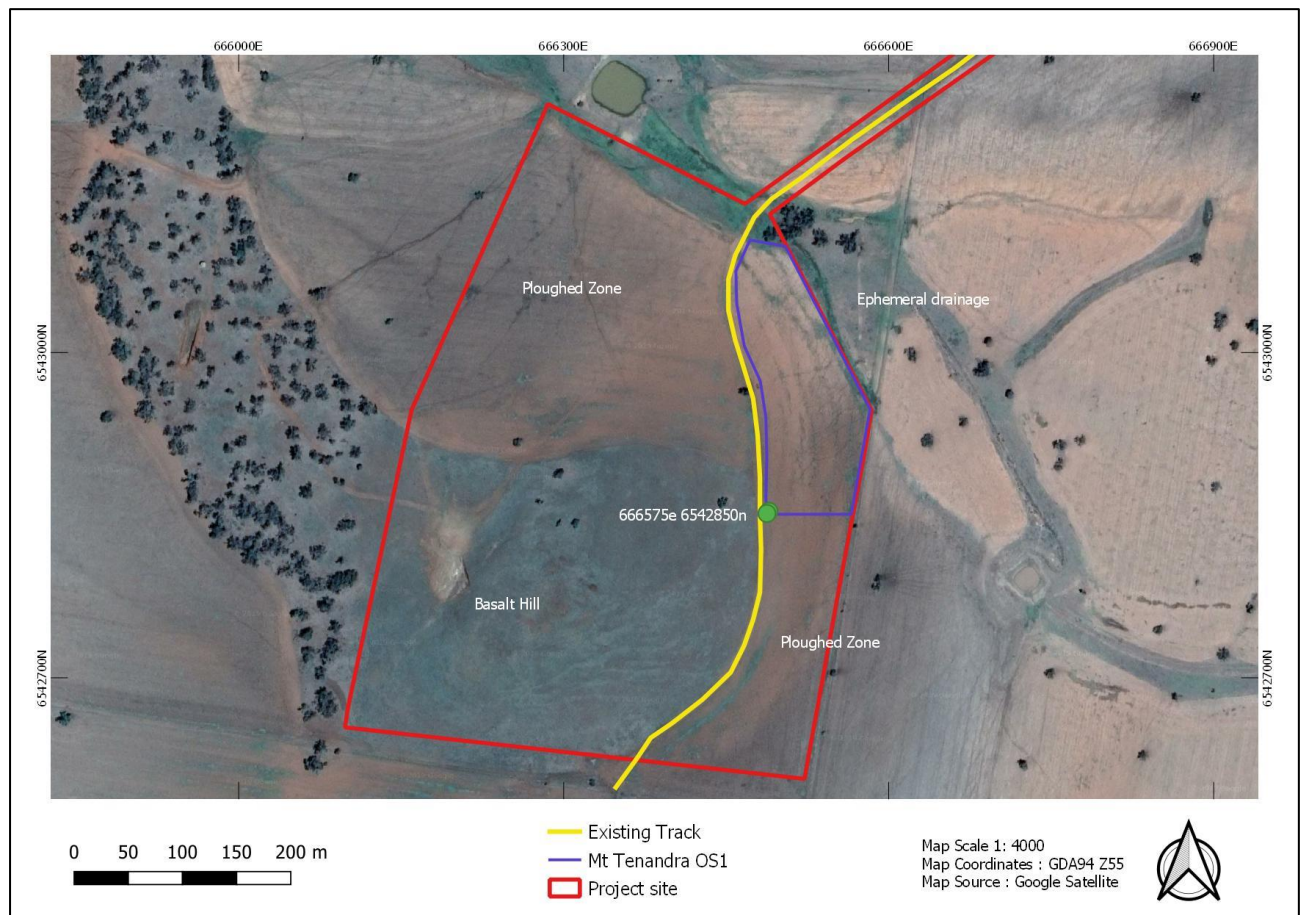 666000E
666300E
666600E
666900E
Ploughed Zone
Ephemeral drainage
6543000N
6543000N
666575e 6542850n
Basalt Hill
Ploughed Zone
6542700N
6542700N
0 50 100 150 200 m
Existing Track
Mt Tenandra OS1
Project site
Map Scale 1: 4000
Map Coordinates : GDA94 Z55
Map Source : Google Satellite